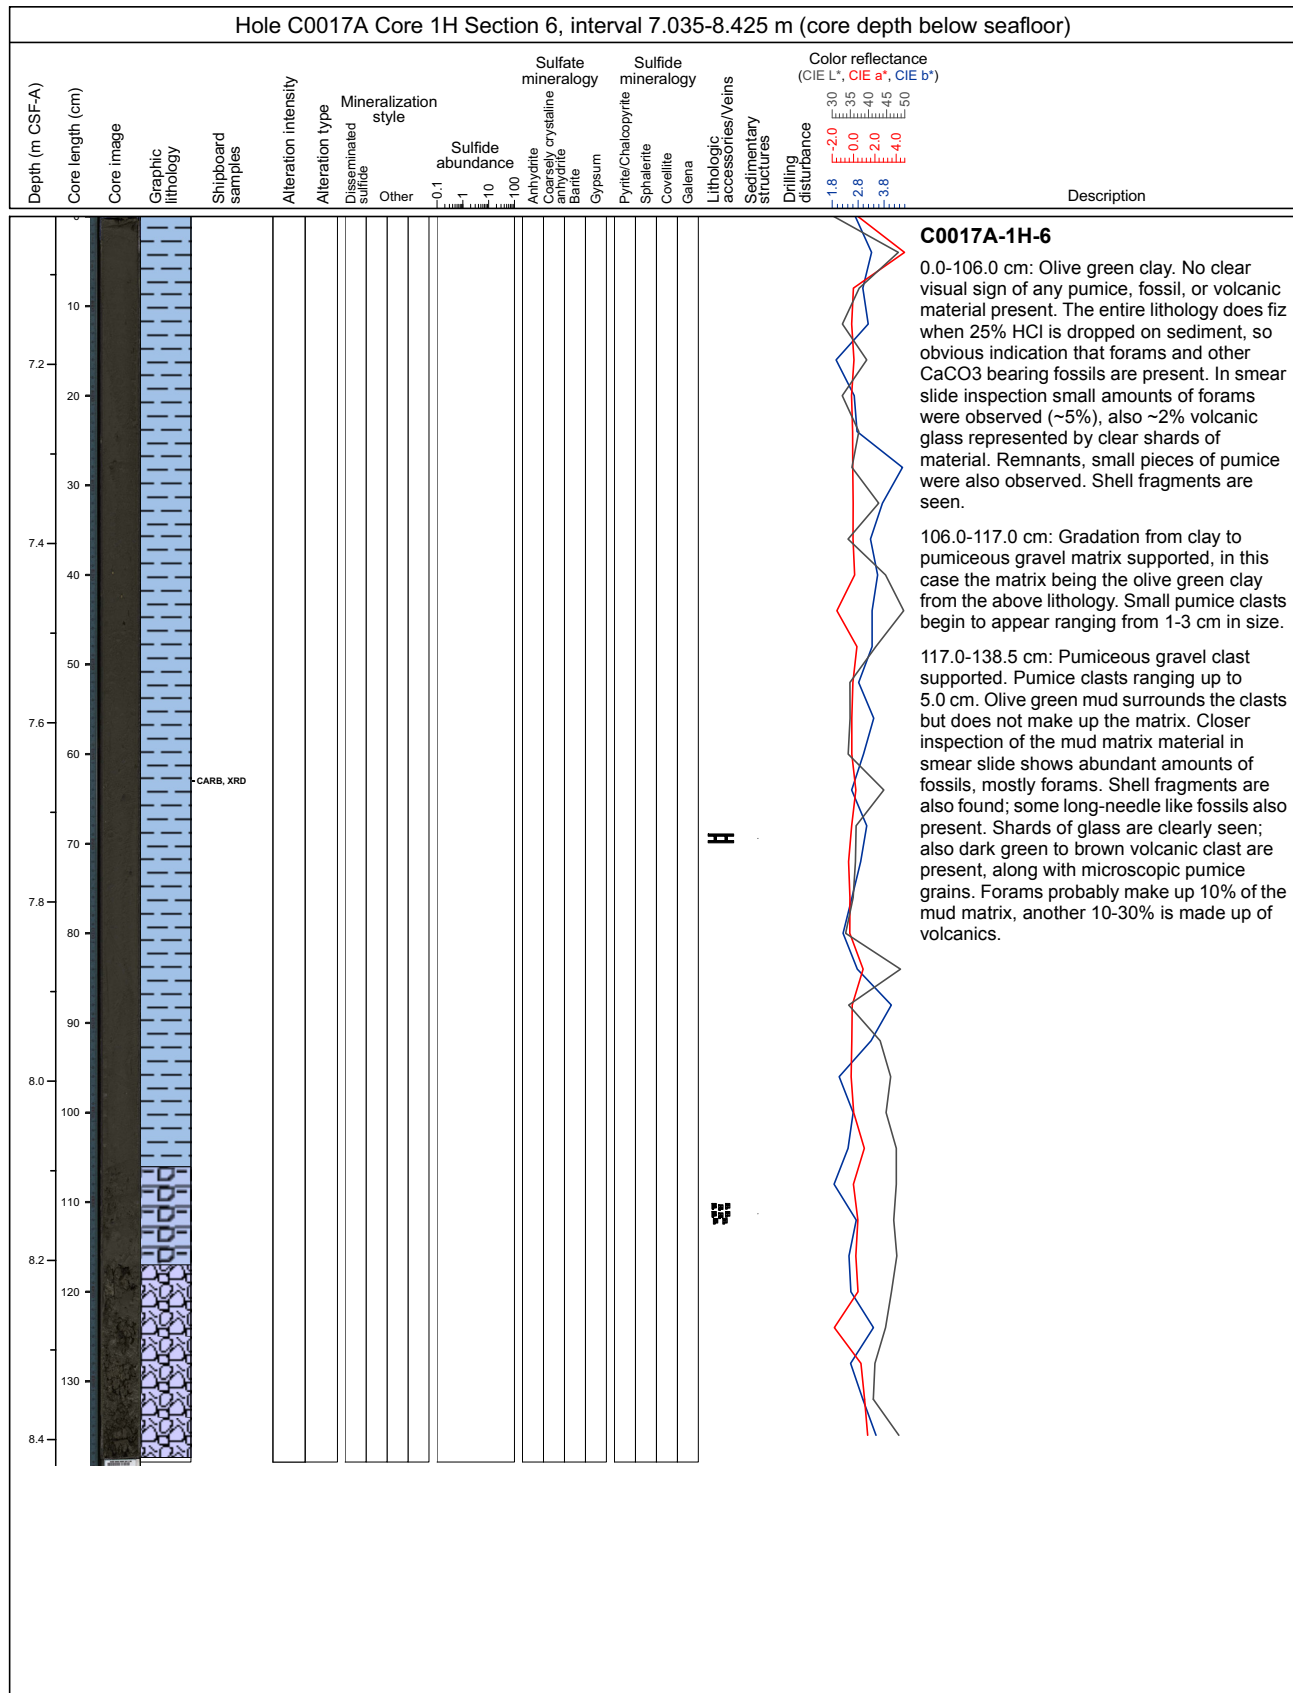 Hole C0017A Core 1H Section 6, interval 7.035-8.425 m (core depth below seafloor)
Depth (m CSF-A)
Core length (cm)
Core image
Graphic
lithology
Shipboard
samples
Alteration intensity
Alteration type
Mineralization
style
Disseminated
sulfide
Other
Sulfide
abundance
0.1
1
10
100
Sulfate
mineralogy
Anhydrite
Coarsely crystaline
anhydrite
Barite
Gypsum
Sulfide
mineralogy
Pyrite/Chalcopyrite
Sphalerite
Covellite
Galena
Lithologic
accessories/Veins
Sedimentary
structures
Drilling
disturbance
Color reflectance
(CIE L*, CIE a*, CIE b*)
30
35
40
45
50
-2.0
0.0
2.0
4.0
1.8
2.8
3.8
Description
0
10
7.2
20
30
7.4
40
50
7.6
60
CARB, XRD
70
7.8
80
90
8.0
100
110
8.2
120
130
8.4
C0017A-1H-6
0.0-106.0 cm: Olive green clay. No clear
visual sign of any pumice, fossil, or volcanic
material present. The entire lithology does fiz
when 25% HCl is dropped on sediment, so
obvious indication that forams and other
CaCO3 bearing fossils are present. In smear
slide inspection small amounts of forams
were observed (~5%), also ~2% volcanic
glass represented by clear shards of
material. Remnants, small pieces of pumice
were also observed. Shell fragments are
seen.
106.0-117.0 cm: Gradation from clay to
pumiceous gravel matrix supported, in this
case the matrix being the olive green clay
from the above lithology. Small pumice clasts
begin to appear ranging from 1-3 cm in size.
117.0-138.5 cm: Pumiceous gravel clast
supported. Pumice clasts ranging up to
5.0 cm. Olive green mud surrounds the clasts
but does not make up the matrix. Closer
inspection of the mud matrix material in
smear slide shows abundant amounts of
fossils, mostly forams. Shell fragments are
also found; some long-needle like fossils also
present. Shards of glass are clearly seen;
also dark green to brown volcanic clast are
present, along with microscopic pumice
grains. Forams probably make up 10% of the
mud matrix, another 10-30% is made up of
volcanics.